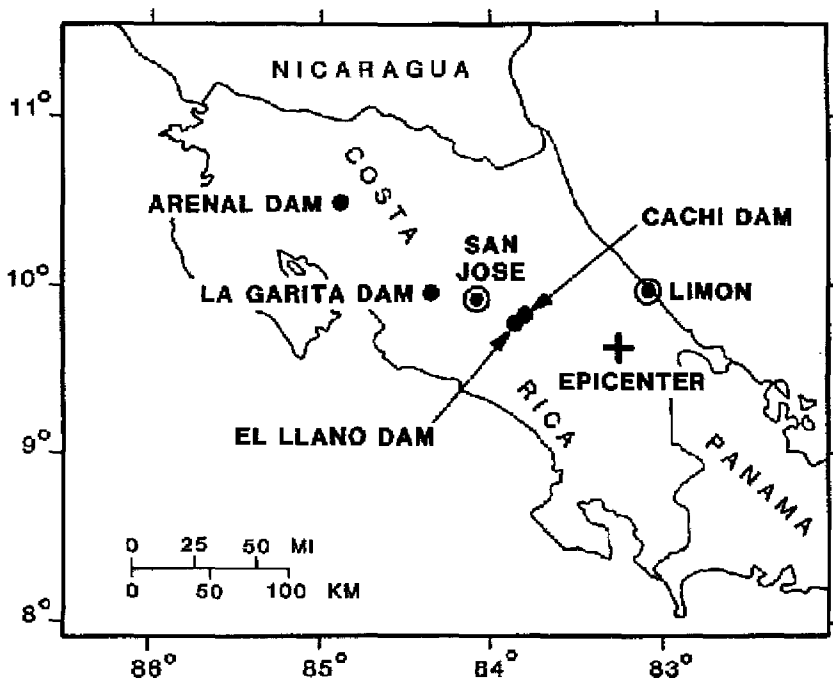 NICARAGUA
11°
COSTA
ARENAL DAM
CACHI DAM
SAN
JOSE
10°
LA GARITA DAM
LIMON
EPICENTER
RICA
EL LLANO DAM
9°
PANAMA
0 25 50 MI
0 50 100 KM
8°
86° 85° 84° 83°